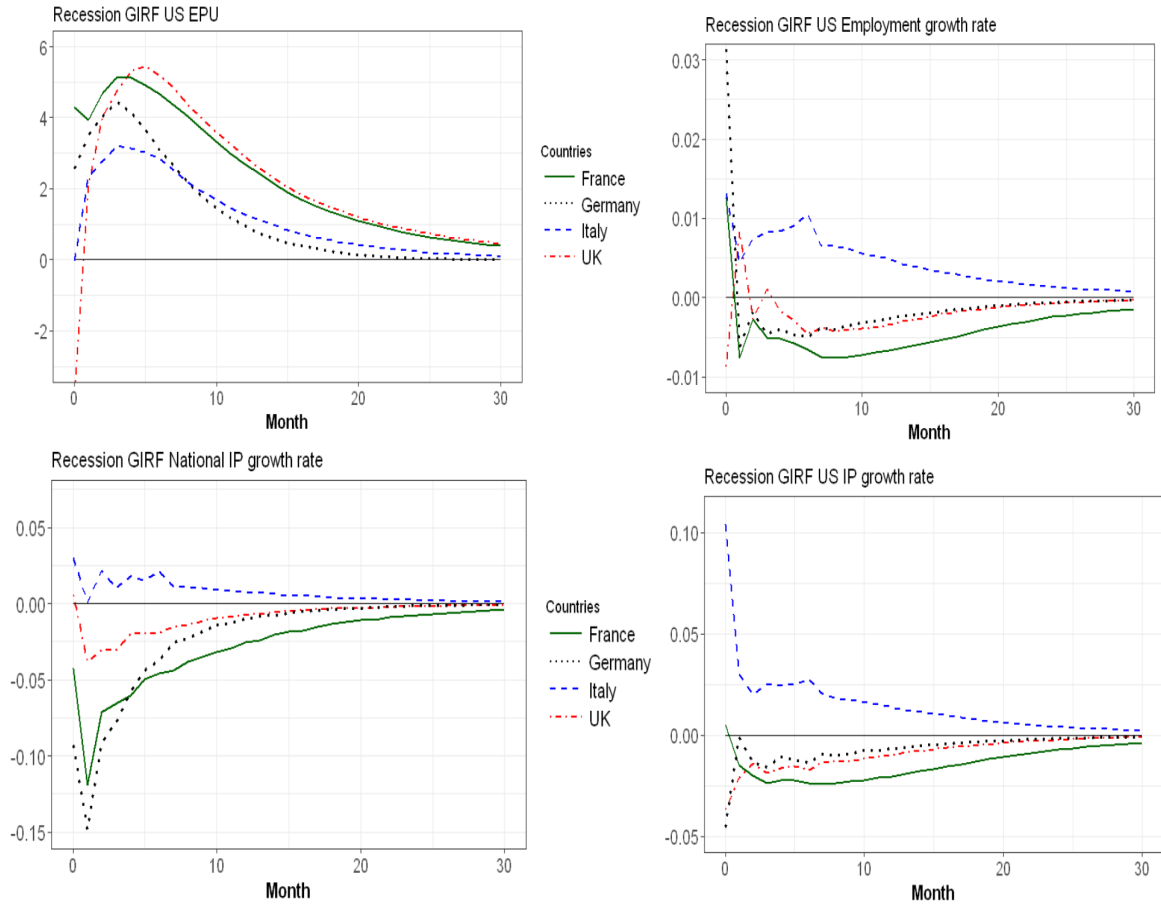 Recession GIRF US EPU
6
4
2
0
-2
0
10
20
30
Month
Countries
France
Germany
Italy
UK
Recession GIRF US Employment growth rate
0.03
0.02
0.01
0.00
-0.01
0
10
20
30
Month
Recession GIRF National IP growth rate
0.05
0.00
-0.05
-0.10
-0.15
0
10
20
30
Month
Countries
France
Germany
Italy
UK
Recession GIRF US IP growth rate
0.10
0.05
0.00
-0.05
0
10
20
30
Month